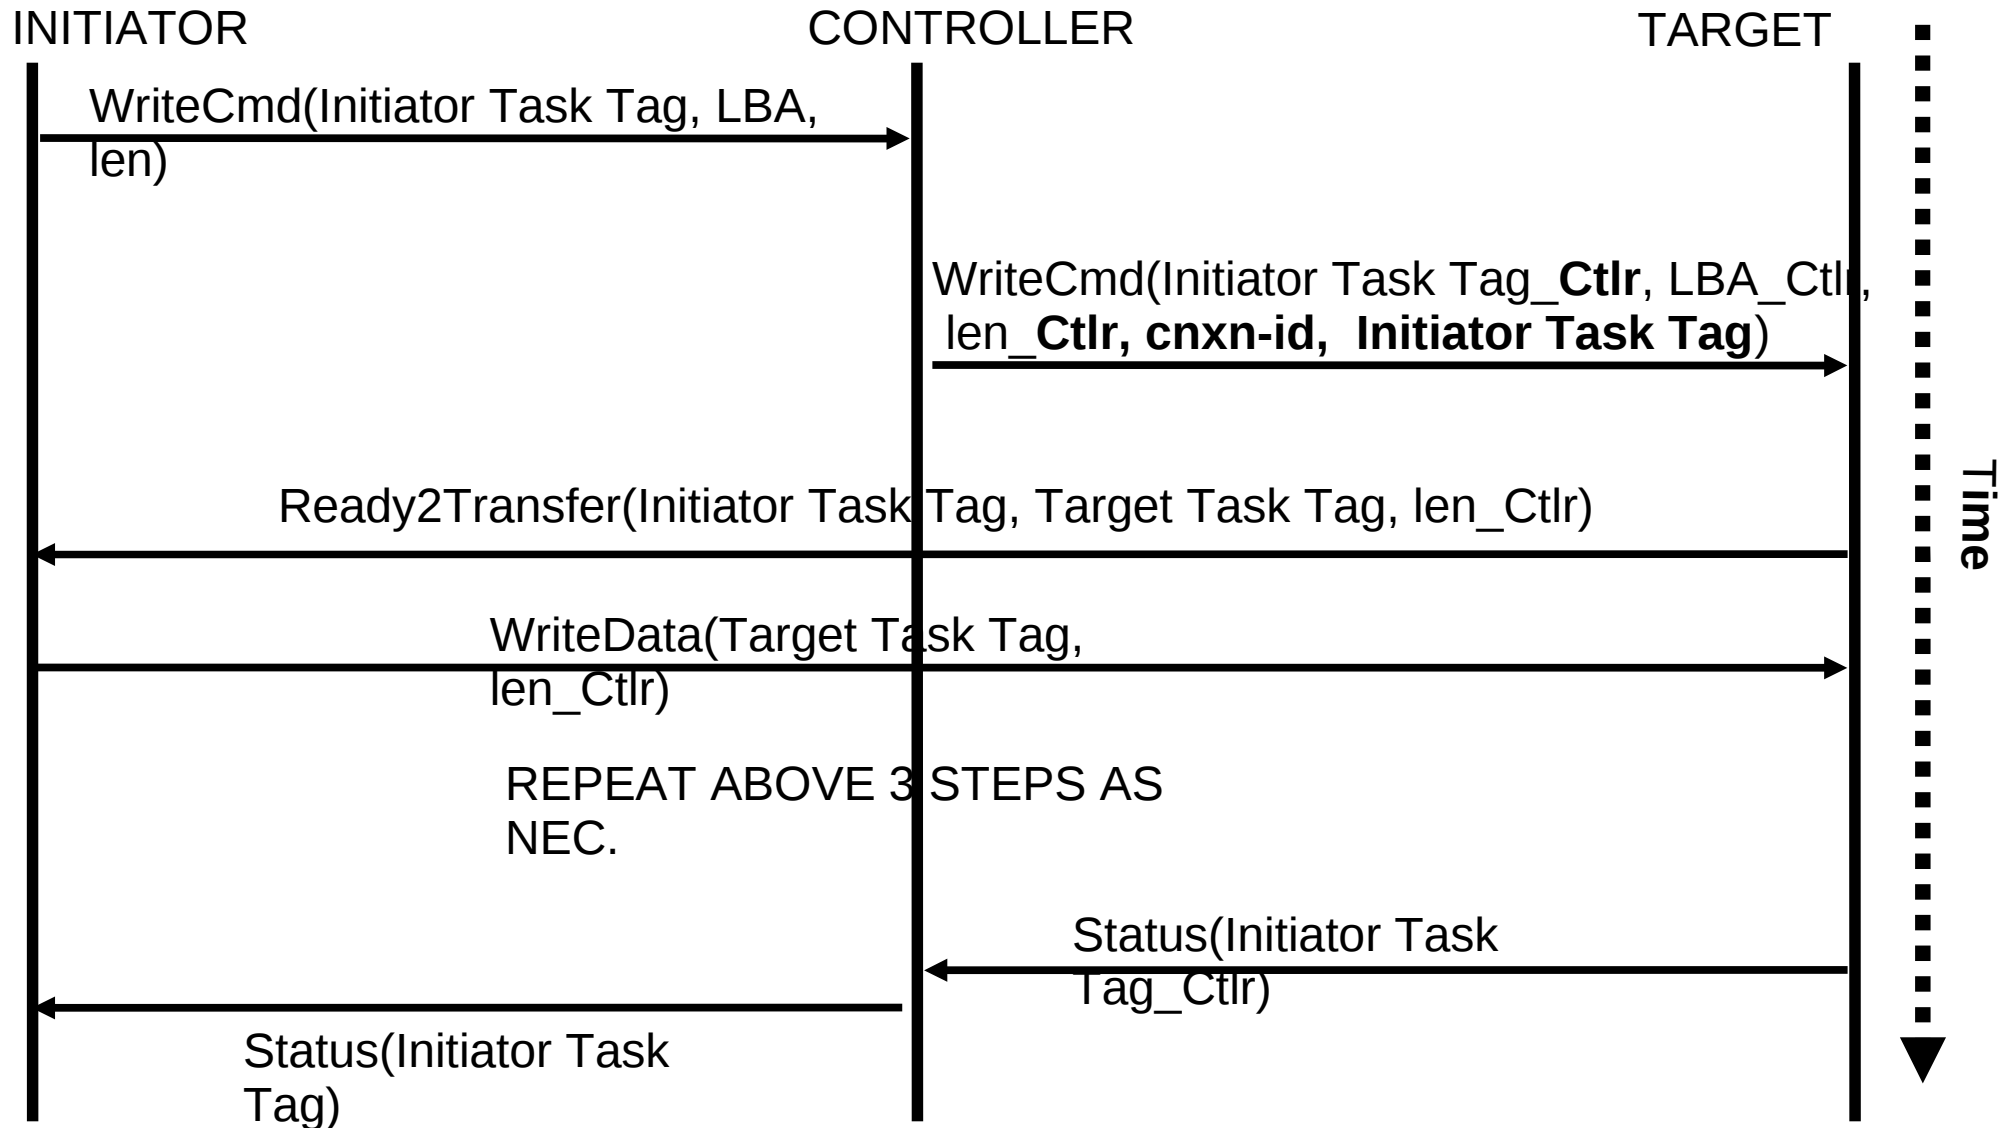 INITIATOR
CONTROLLER
TARGET
WriteCmd(Initiator Task Tag, LBA,
len)
WriteCmd(Initiator Task Tag_Ctlr, LBA_Ctlr,
len_Ctlr, cnxn-id, Initiator Task Tag)
Ready2Transfer(Initiator Task Tag, Target Task Tag, len_Ctlr)
Time
WriteData(Target Task Tag,
len_Ctlr)
REPEAT ABOVE 3 STEPS AS
NEC.
Status(Initiator Task
Tag_Ctlr)
Status(Initiator Task
Tag)